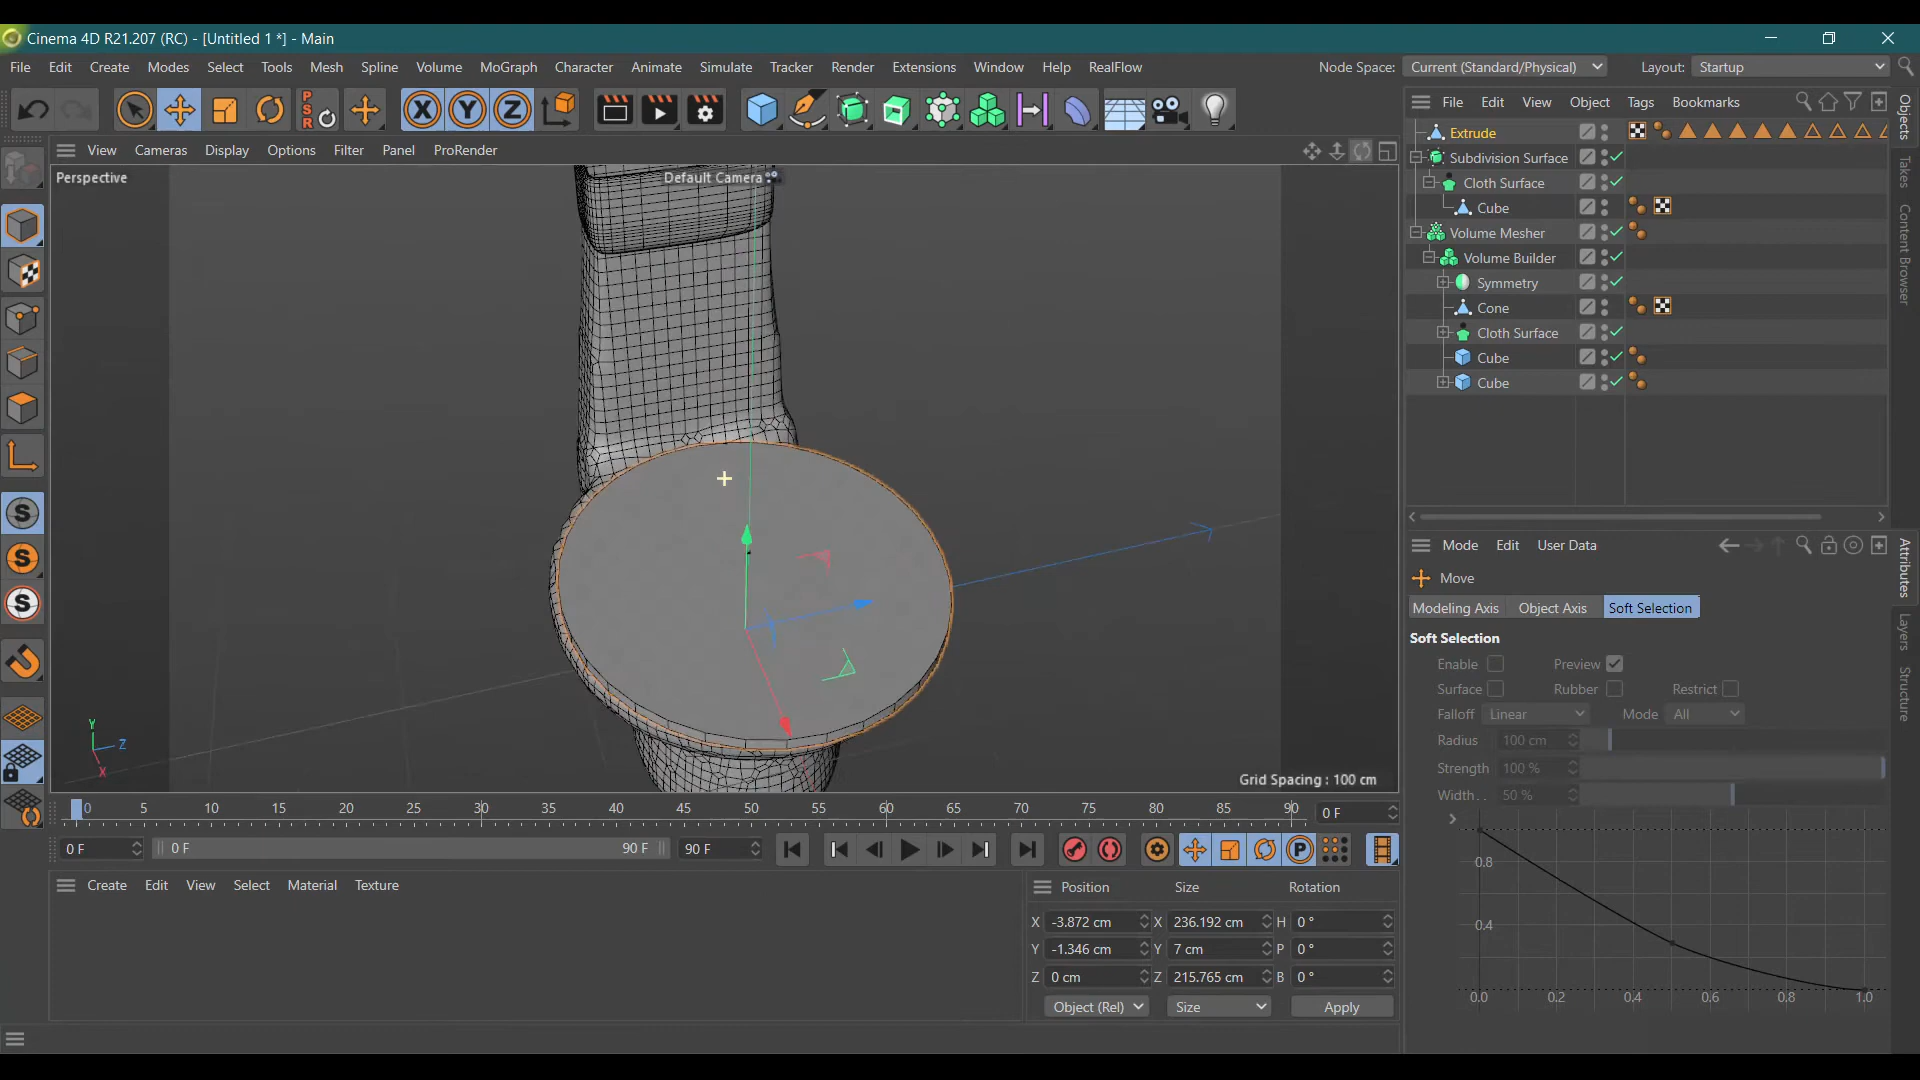 Cinema 4D R21.207 (RC) - [Untitled 1 *] - Main
File Edit Create Modes Select Tools Mesh Spline Volume MoGraph Character Animate Simulate Tracker Render Extensions Window Help RealFlow Node Space: Current (Standard/Physical) Layout: Startup
X Y Z
PSR
View Cameras Display Options Filter Panel ProRender
Perspective
Default Camera
Grid Spacing : 100 cm
Y
Z
X
S
S
S
File Edit View Object Tags Bookmarks
Extrude
Subdivision Surface
Cloth Surface
Cube
Volume Mesher
Volume Builder
Symmetry
Cone
Cloth Surface
Cube
Cube
Objects
Takes
Content Browser
Mode Edit User Data
Move
Modeling Axis Object Axis Soft Selection
Soft Selection
Enable Preview
Surface Rubber Restrict
Falloff Linear Mode All
Radius 100 cm
Strength 100 %
Width . . 50 %
0.8
0.4
0.0 0.2 0.4 0.6 0.8 1.0
Attributes
Layers
Structure
0 5 10 15 20 25 30 35 40 45 50 55 60 65 70 75 80 85 90 0 F
0 F 0 F 90 F 90 F P
Create Edit View Select Material Texture
Position Size Rotation
X -3.872 cm X 236.192 cm H 0 °
Y -1.346 cm Y 7 cm P 0 °
Z 0 cm Z 215.765 cm B 0 °
Object (Rel) Size Apply